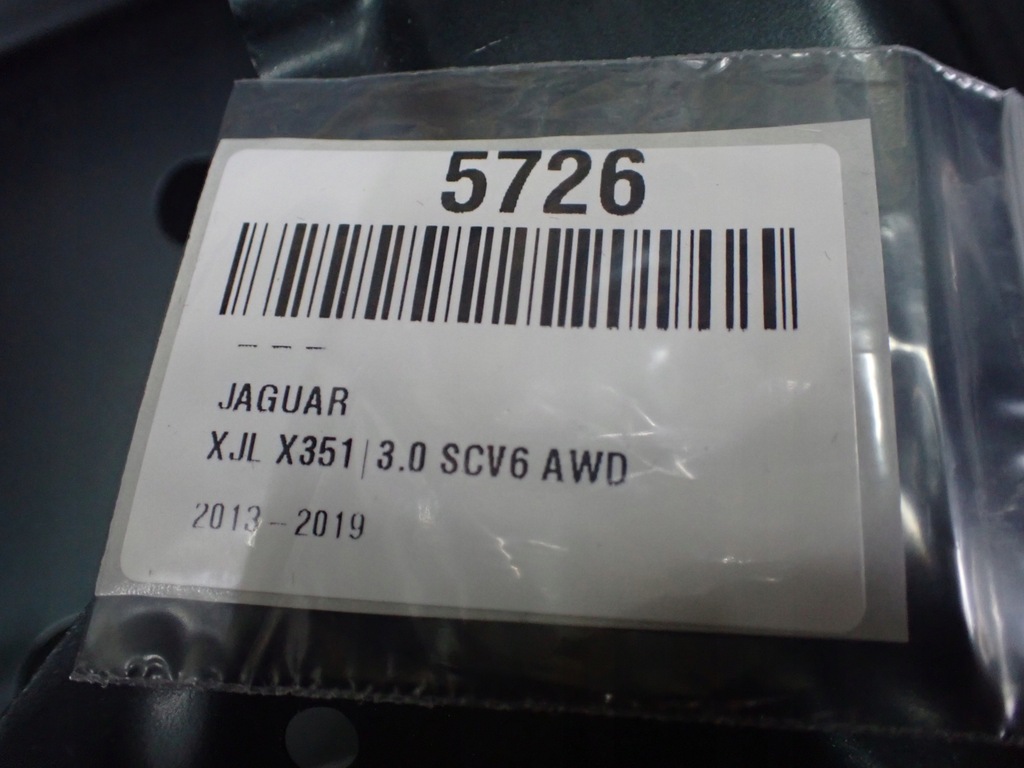 5726
– – –
JAGUAR
XJL X351|3.0 SCV6 AWD
2013 – 2019